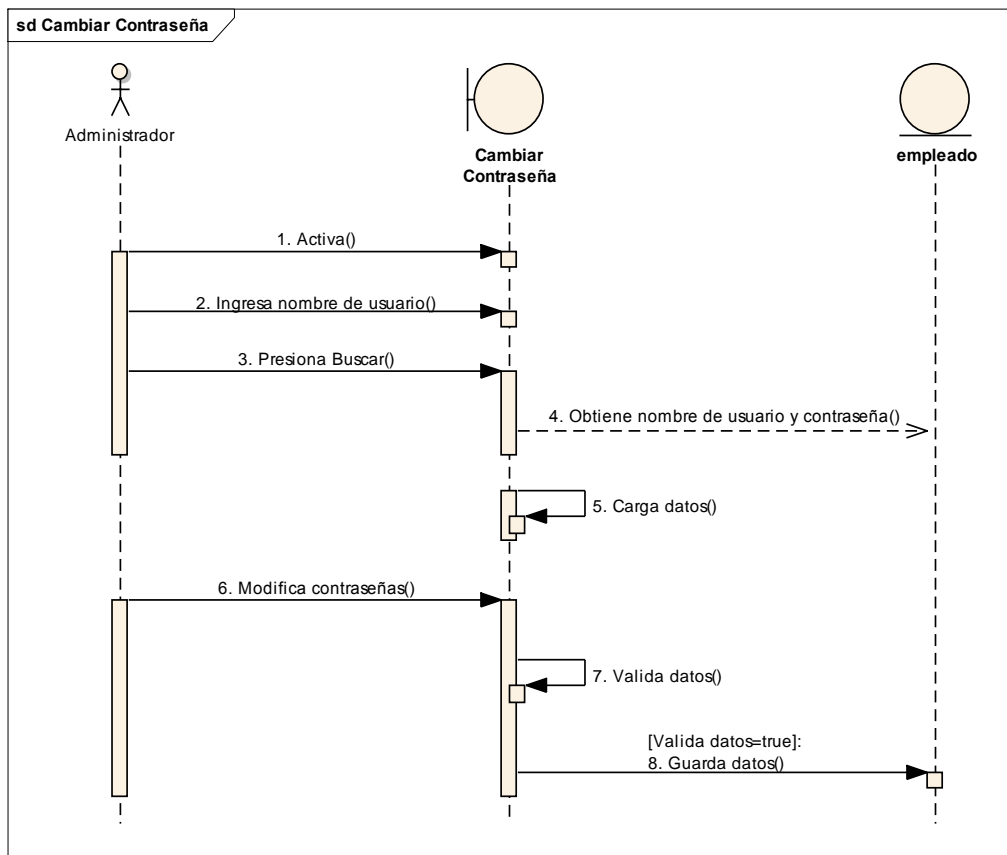 sd Cambiar Contraseña
Administrador
Cambiar
Contraseña
empleado
1. Activa()
2. Ingresa nombre de usuario()
3. Presiona Buscar()
4. Obtiene nombre de usuario y contraseña()
5. Carga datos()
6. Modifica contraseñas()
7. Valida datos()
[Valida datos=true]:
8. Guarda datos()